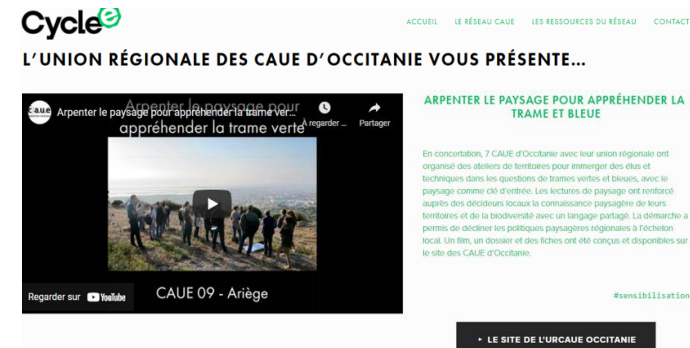 Cyclee
ACCUEIL LE RÉSEAU CAUE LES RESSOURCES DU RÉSEAU CONTACT
L'UNION RÉGIONALE DES CAUE D'OCCITANIE VOUS PRÉSENTE...
c|a.u.e
Arpenter le paysage pour appréhender la trame ver...
À regarder ...
Partager
Arpenter le paysage pour
appréhender la trame verte
Regarder sur YouTube
CAUE 09 - Ariège
ARPENTER LE PAYSAGE POUR APPRÉHENDER LA
TRAME ET BLEUE
En concertation, 7 CAUE d'Occitanie avec leur union régionale ont
organisé des ateliers de territoires pour immerger des élus et
techniques dans les questions de trames vertes et bleues, avec le
paysage comme clé d'entrée. Les lectures de paysage ont renforcé
auprès des décideurs locaux la connaissance paysagère de leurs
territoires et de la biodiversité avec un langage partagé. La démarche a
permis de décliner les politiques paysagères régionales à l'échelon
local. Un film, un dossier et des fiches ont été conçus et disponibles sur
le site des CAUE d'Occitanie.
#sensibilisation
LE SITE DE L'URCAUE OCCITANIE